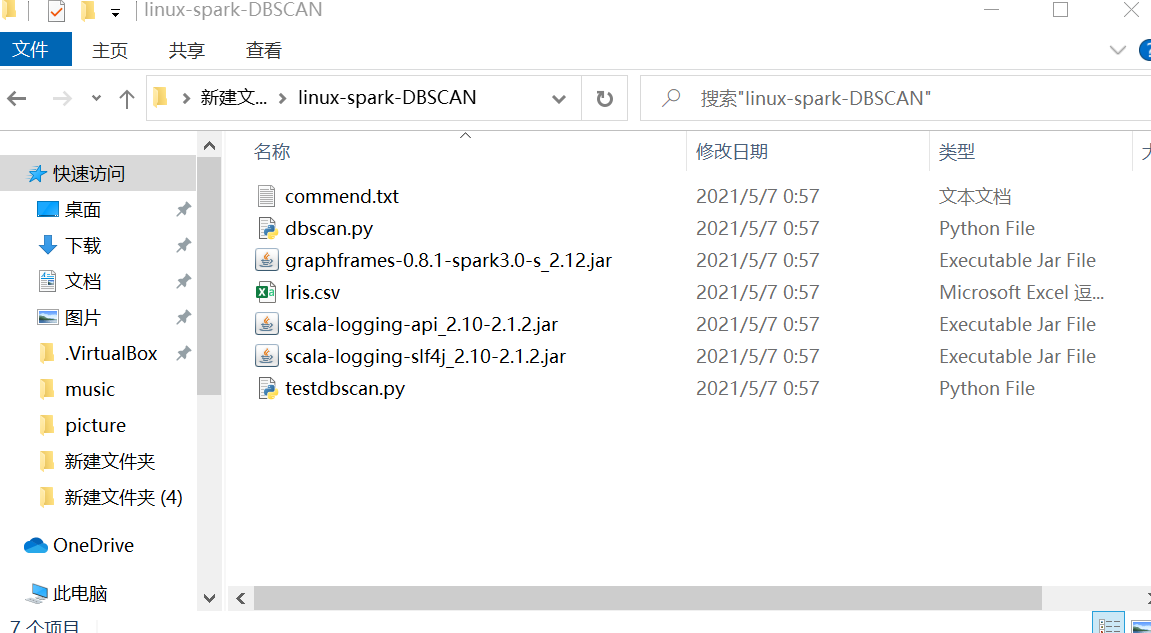 linux-spark-DBSCAN
文件 主页 共享 查看
新建文... linux-spark-DBSCAN 搜索"linux-spark-DBSCAN"
名称 修改日期 类型
快速访问
桌面
下载
文档
图片
.VirtualBox
music
picture
新建文件夹
新建文件夹 (4)
OneDrive
此电脑
commend.txt 2021/5/7 0:57 文本文档
dbscan.py 2021/5/7 0:57 Python File
graphframes-0.8.1-spark3.0-s_2.12.jar 2021/5/7 0:57 Executable Jar File
Iris.csv 2021/5/7 0:57 Microsoft Excel 逗...
scala-logging-api_2.10-2.1.2.jar 2021/5/7 0:57 Executable Jar File
scala-logging-slf4j_2.10-2.1.2.jar 2021/5/7 0:57 Executable Jar File
testdbscan.py 2021/5/7 0:57 Python File
7 个项目